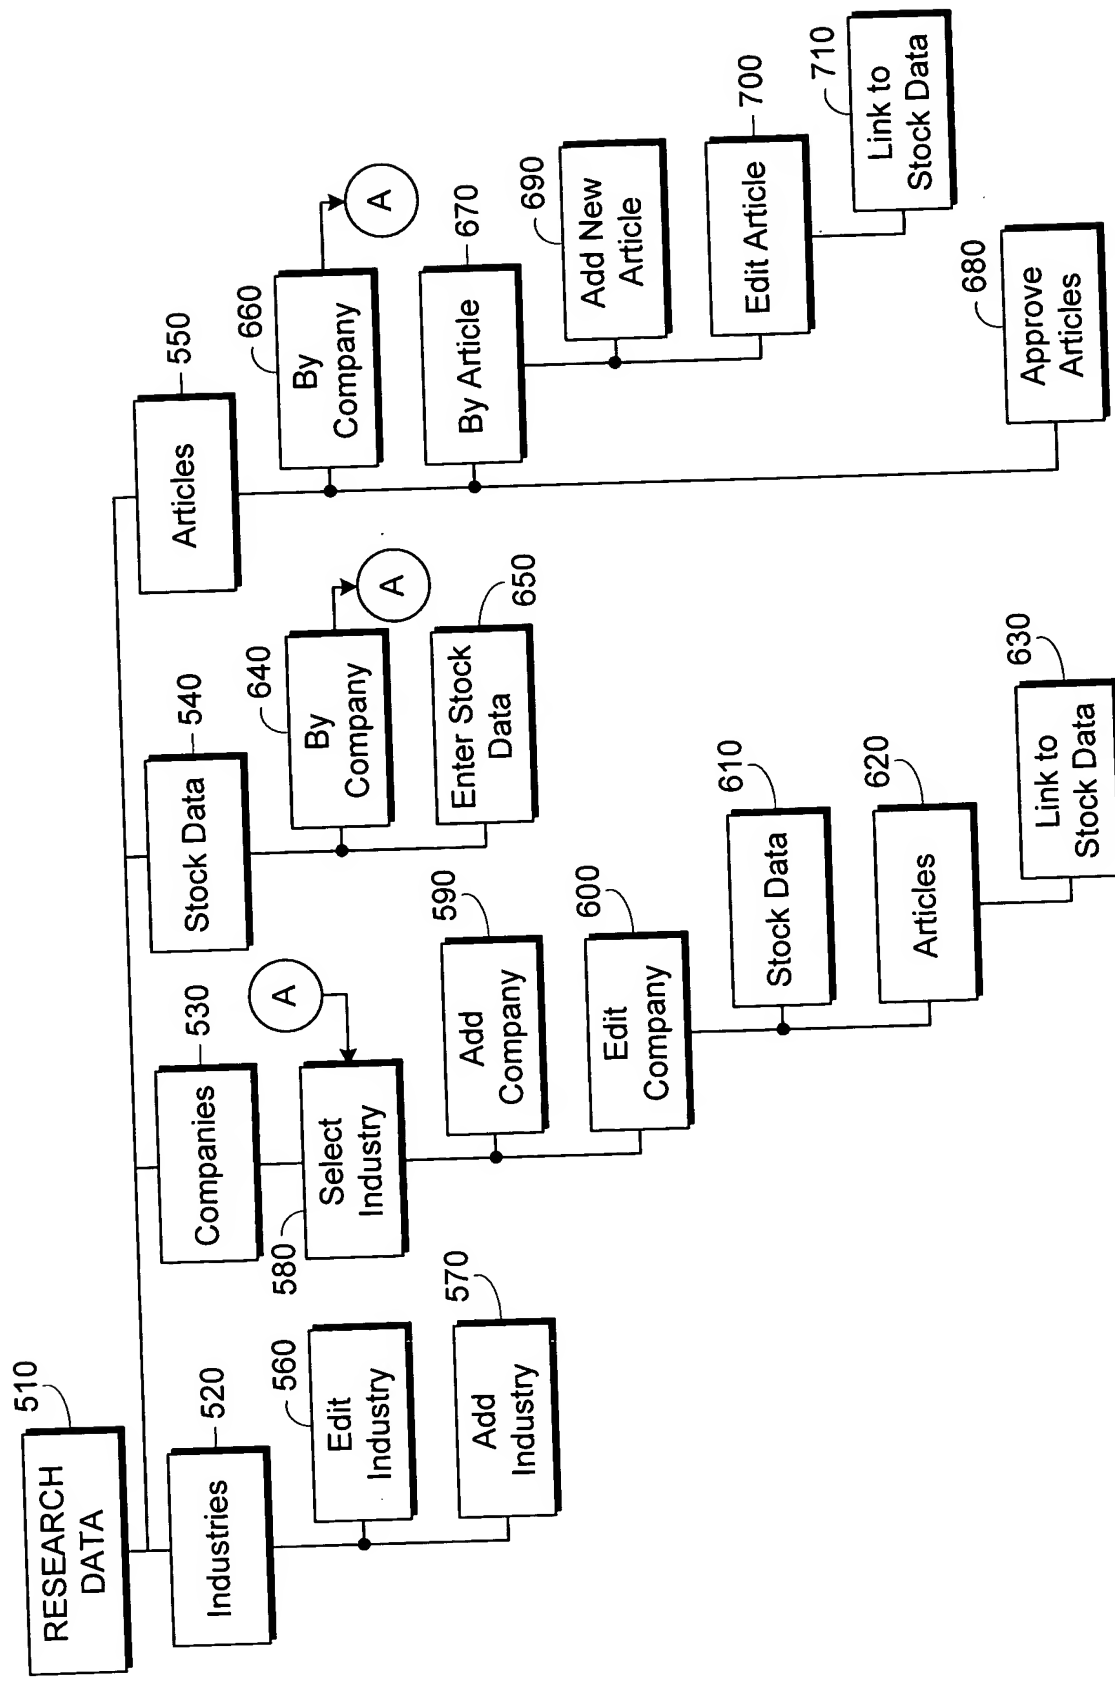 510
RESEARCH
DATA
520
Industries
560
Edit
Industry
570
Add
Industry
530
Companies
A
580
Select
Industry
590
Add
Company
600
Edit
Company
610
Stock Data
620
Articles
630
Link to
Stock Data
540
Stock Data
640
By
Company
A
650
Enter Stock
Data
550
Articles
660
By
Company
A
670
By Article
690
Add New
Article
700
Edit Article
710
Link to
Stock Data
680
Approve
Articles